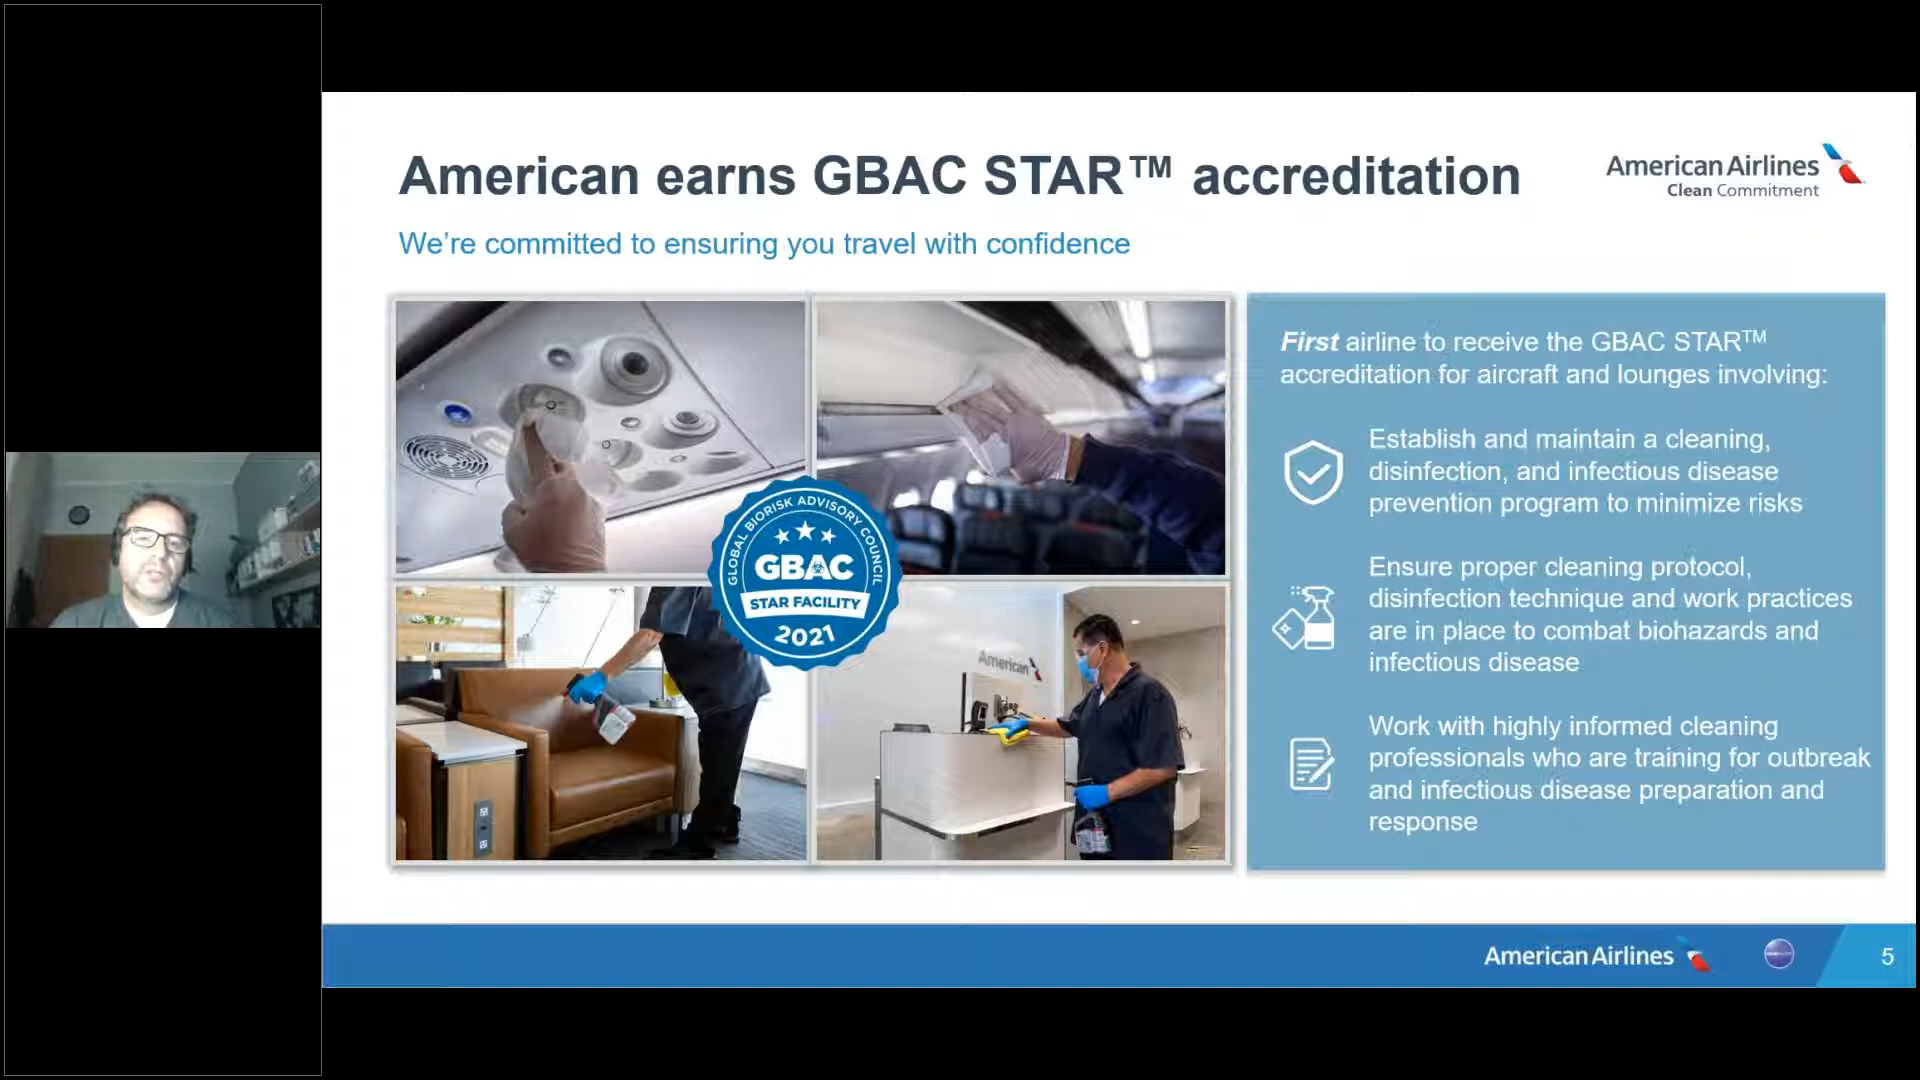 American earns GBAC STAR™ accreditation
American Airlines
Clean Commitment
We’re committed to ensuring you travel with confidence
GLOBAL BIORISK ADVISORY COUNCIL
GBAC
STAR FACILITY
2021
American
First airline to receive the GBAC STAR™
accreditation for aircraft and lounges involving:
Establish and maintain a cleaning,
disinfection, and infectious disease
prevention program to minimize risks
Ensure proper cleaning protocol,
disinfection technique and work practices
are in place to combat biohazards and
infectious disease
Work with highly informed cleaning
professionals who are training for outbreak
and infectious disease preparation and
response
American Airlines
5